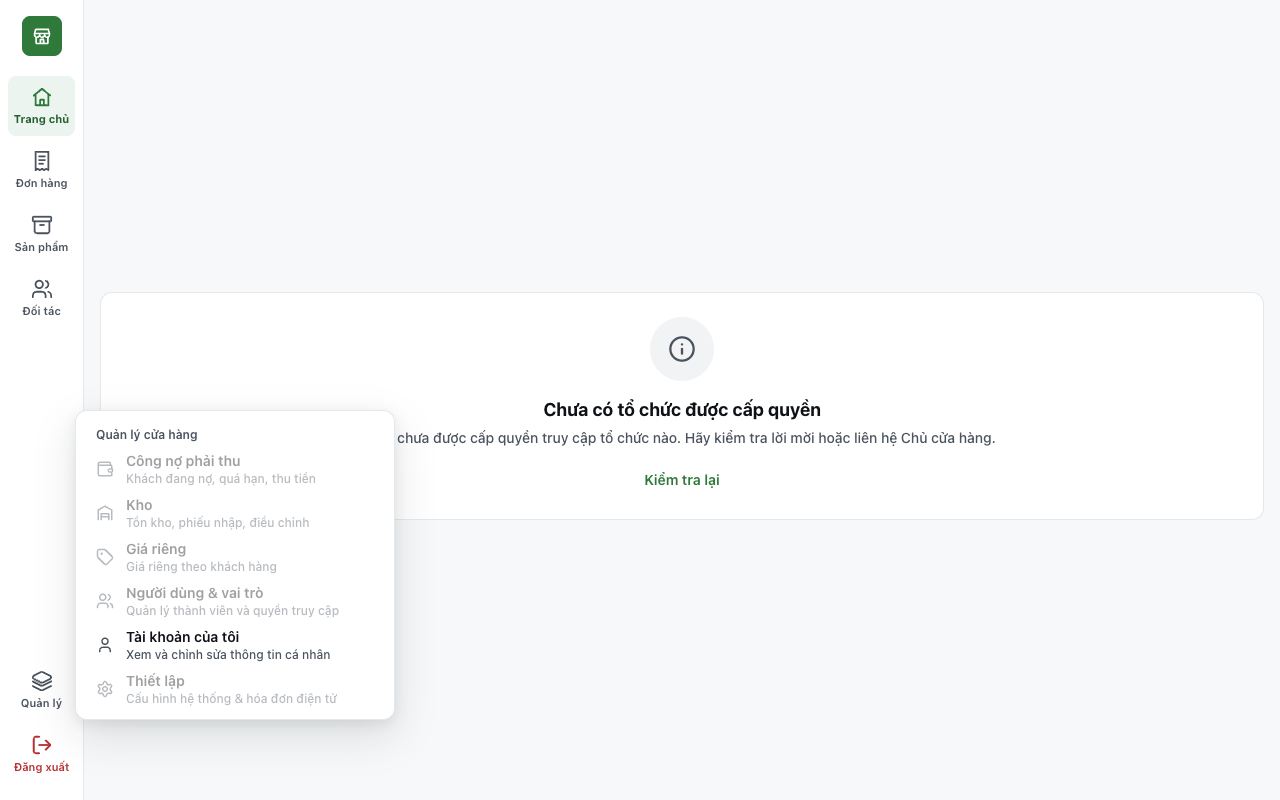 Trang chủ
Đơn hàng
Sản phẩm
Đối tác
Chưa có tổ chức được cấp quyền
chưa được cấp quyền truy cập tổ chức nào. Hãy kiểm tra lời mời hoặc liên hệ Chủ cửa hàng.
Kiểm tra lại
Quản lý cửa hàng
Công nợ phải thu
Khách đang nợ, quá hạn, thu tiền
Kho
Tồn kho, phiếu nhập, điều chỉnh
Giá riêng
Giá riêng theo khách hàng
Người dùng & vai trò
Quản lý thành viên và quyền truy cập
Tài khoản của tôi
Xem và chỉnh sửa thông tin cá nhân
Thiết lập
Cấu hình hệ thống & hóa đơn điện tử
Quản lý
Đăng xuất